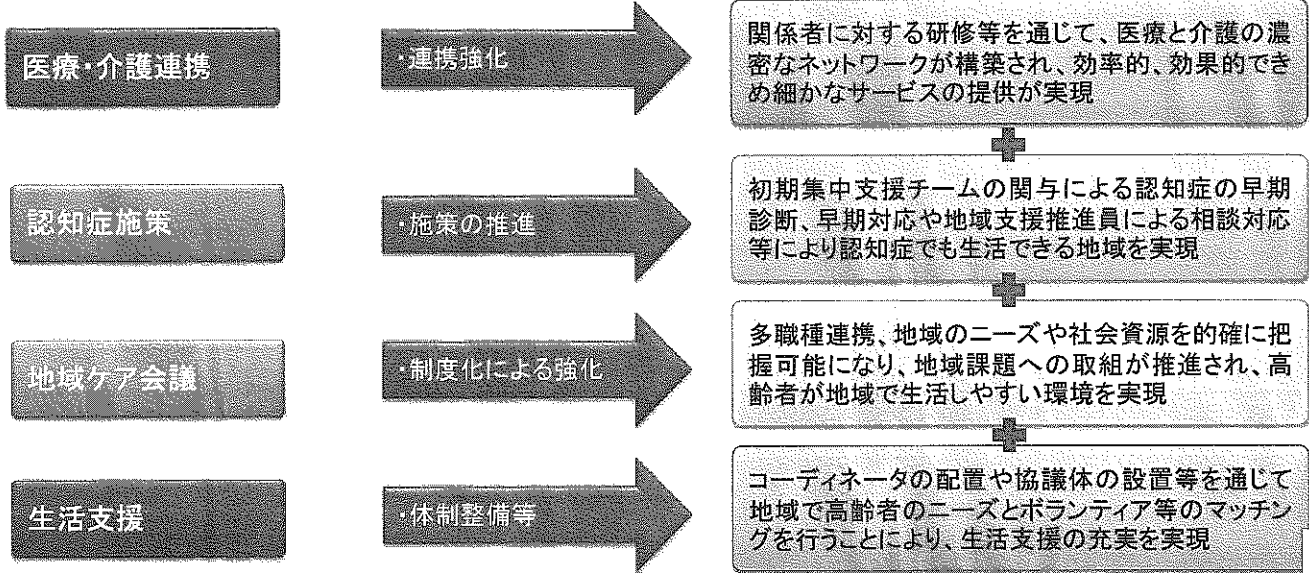 医療・介護連携
・連携強化
関係者に対する研修等を通じて、医療と介護の濃
密なネットワークが構築され、効率的、効果的でき
め細かなサービスの提供が実現
認知症施策
・施策の推進
初期集中支援チームの関与による認知症の早期
診断、早期対応や地域支援推進員による相談対応
等により認知症でも生活できる地域を実現
地域ケア会議
・制度化による強化
多職種連携、地域のニーズや社会資源を的確に把
握可能になり、地域課題への取組が推進され、高
齢者が地域で生活しやすい環境を実現
生活支援
・体制整備等
コーディネータの配置や協議体の設置等を通じて
地域で高齢者のニーズとボランティア等のマッチン
グを行うことにより、生活支援の充実を実現